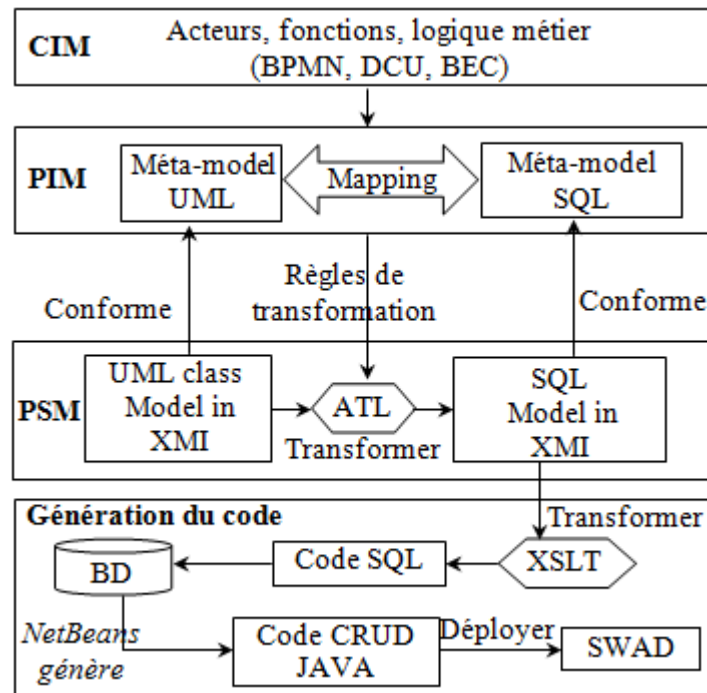 CIM
Acteurs, fonctions, logique métier
(BPMN, DCU, BEC)
PIM
Méta-model
UML
Mapping
Méta-model
SQL
Conforme
Règles de
transformation
Conforme
PSM
UML class
Model in
XMI
ATL
Transformer
SQL
Model in
XMI
Génération du code
Transformer
BD
Code SQL
XSLT
NetBeans
génère
Code CRUD
JAVA
Déployer
SWAD